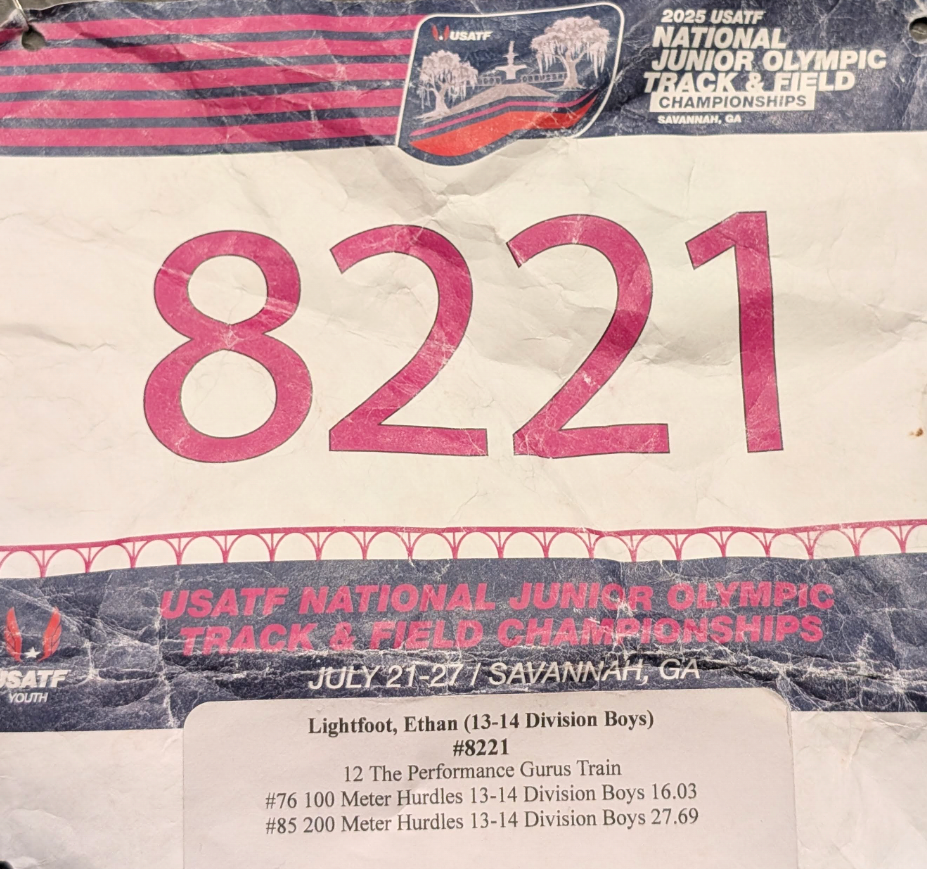 USATF
2025 USATF
NATIONAL
JUNIOR OLYMPIC
TRACK & FIELD
CHAMPIONSHIPS
SAVANNAH, GA
8221
USATF NATIONAL JUNIOR OLYMPIC
TRACK & FIELD CHAMPIONSHIPS
JULY 21-27 / SAVANNAH, GA
USATF
YOUTH
Lightfoot, Ethan (13-14 Division Boys)
#8221
12 The Performance Gurus Train
#76 100 Meter Hurdles 13-14 Division Boys 16.03
#85 200 Meter Hurdles 13-14 Division Boys 27.69